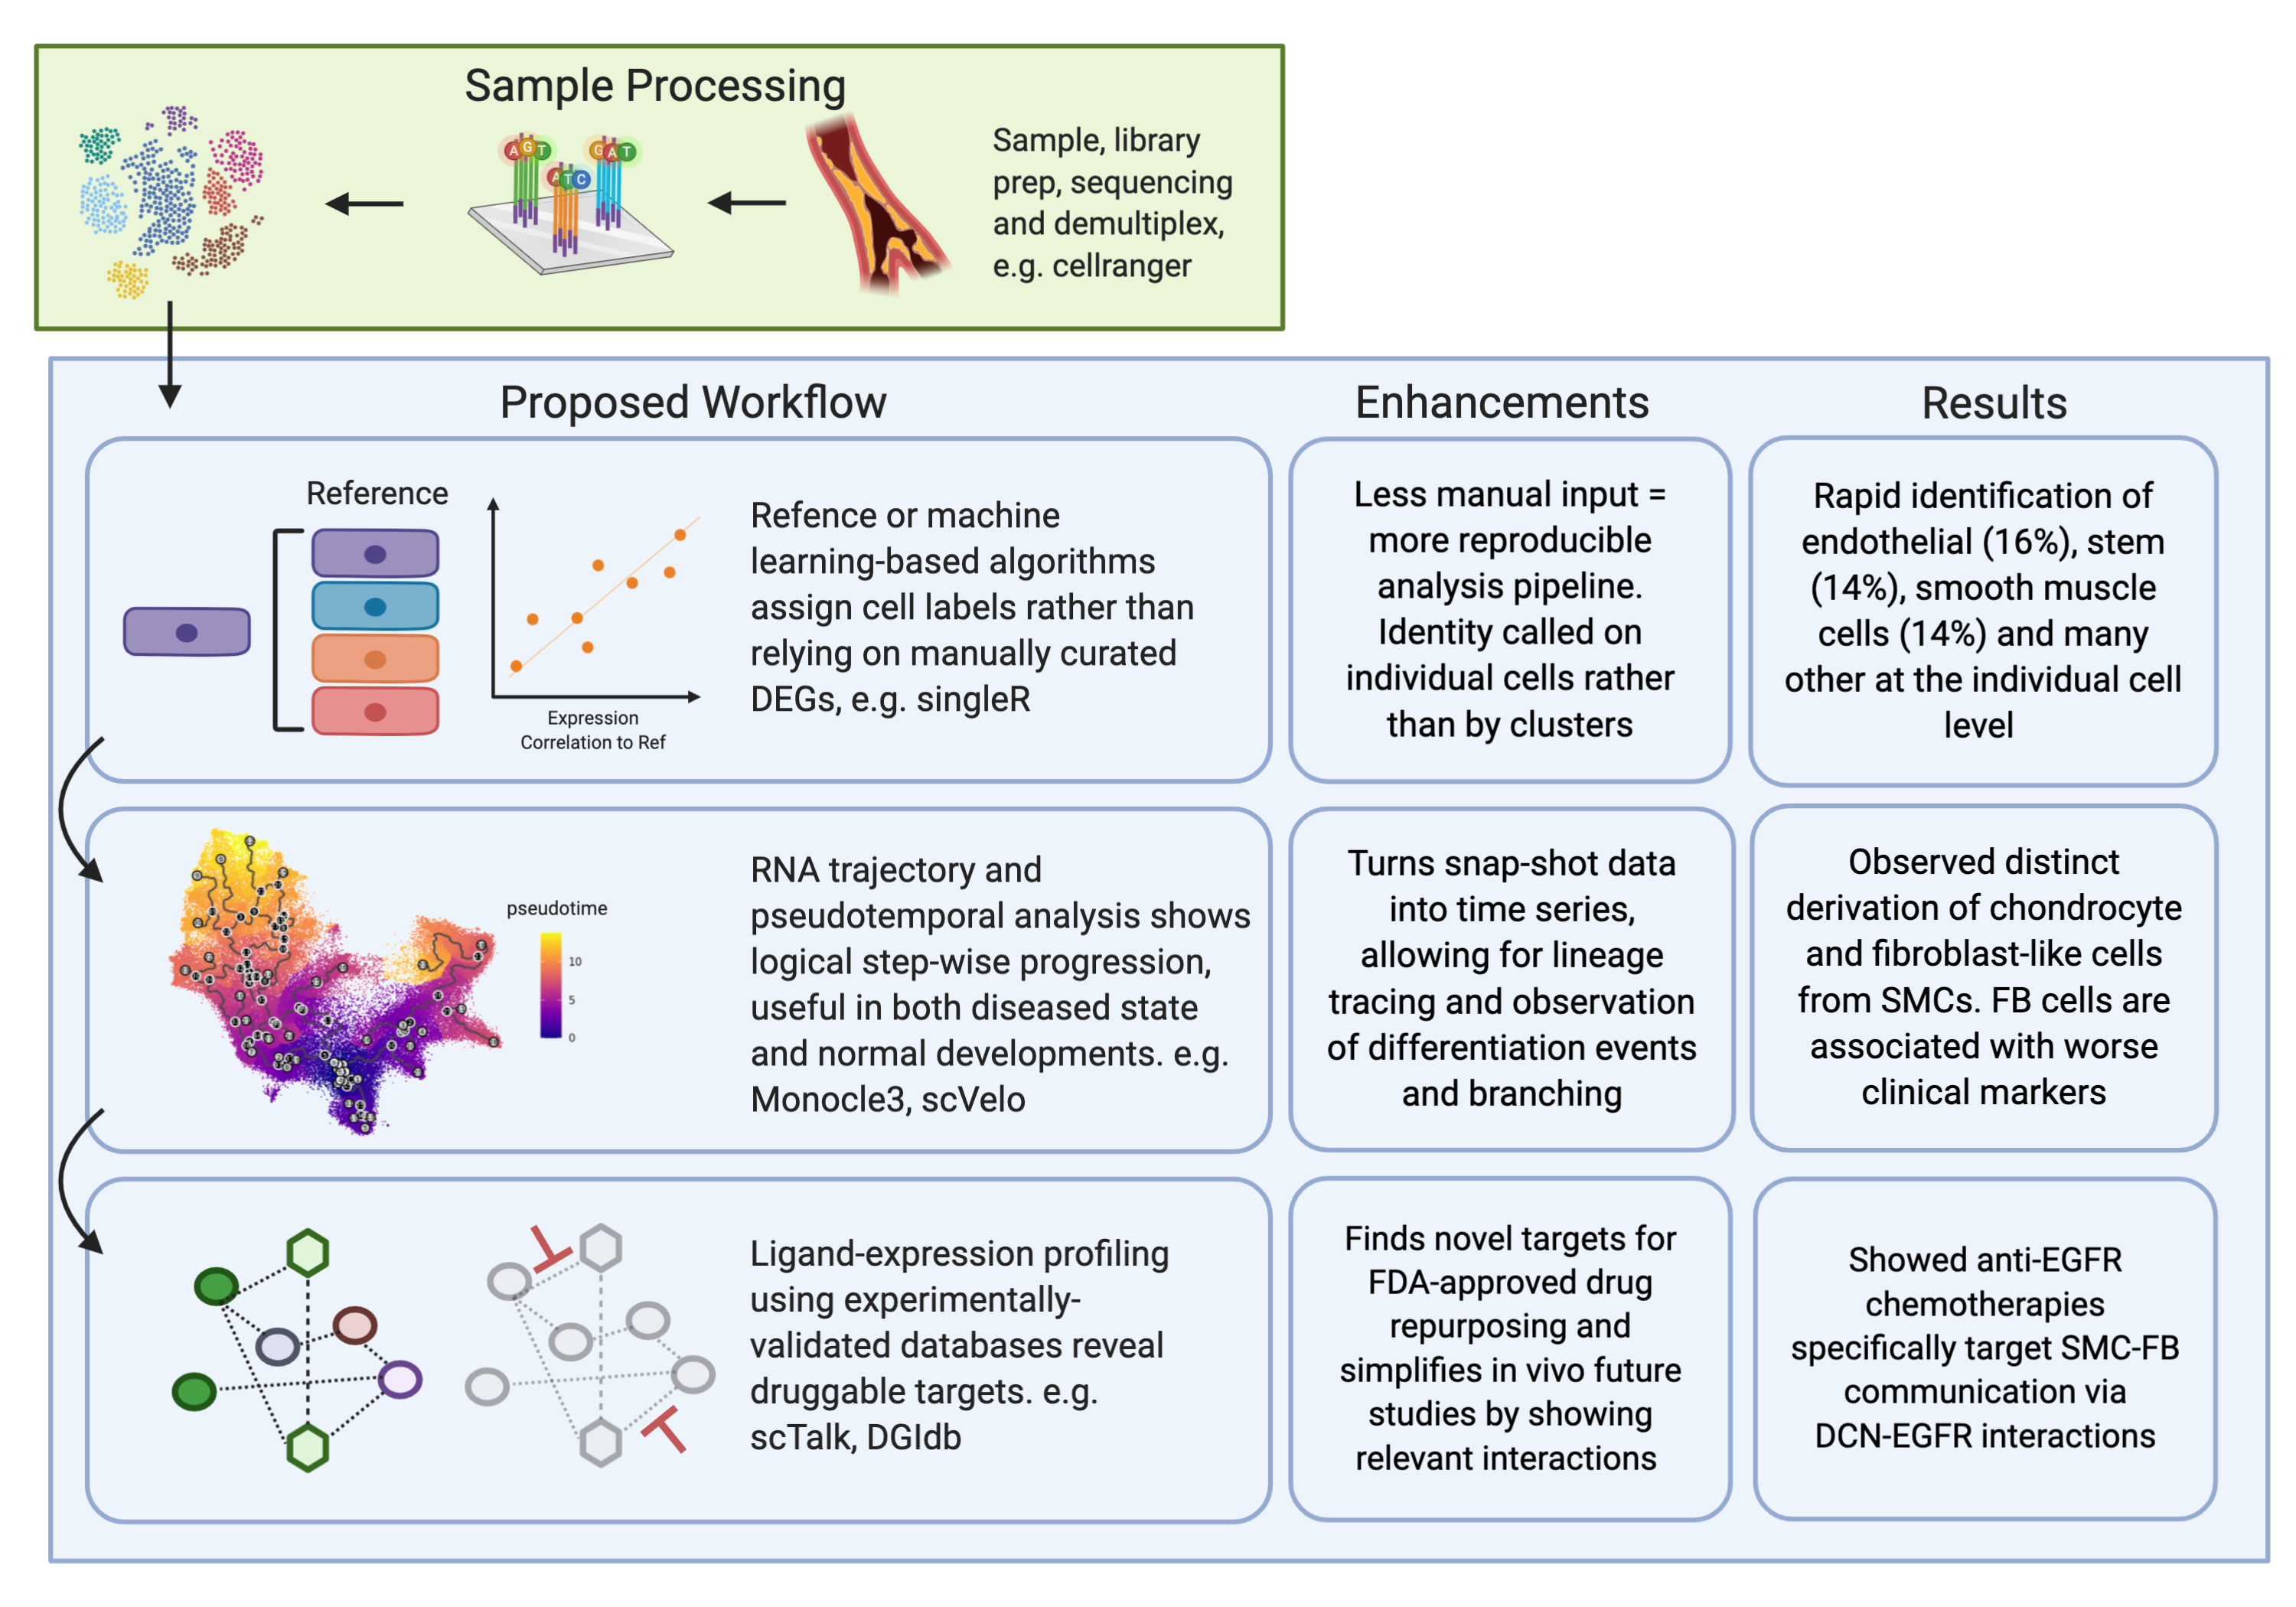 Sample Processing
A G T
G A T
A T C
Sample, library
prep, sequencing
and demultiplex,
e.g. cellranger
Proposed Workflow
Enhancements
Results
Reference
Expression
Correlation to Ref
Refence or machine
learning-based algorithms
assign cell labels rather than
relying on manually curated
DEGs, e.g. singleR
Less manual input =
more reproducible
analysis pipeline.
Identity called on
individual cells rather
than by clusters
Rapid identification of
endothelial (16%), stem
(14%), smooth muscle
cells (14%) and many
other at the individual cell
level
pseudotime
10
5
0
RNA trajectory and
pseudotemporal analysis shows
logical step-wise progression,
useful in both diseased state
and normal developments. e.g.
Monocle3, scVelo
Turns snap-shot data
into time series,
allowing for lineage
tracing and observation
of differentiation events
and branching
Observed distinct
derivation of chondrocyte
and fibroblast-like cells
from SMCs. FB cells are
associated with worse
clinical markers
Ligand-expression profiling
using experimentally-
validated databases reveal
druggable targets. e.g.
scTalk, DGIdb
Finds novel targets for
FDA-approved drug
repurposing and
simplifies in vivo future
studies by showing
relevant interactions
Showed anti-EGFR
chemotherapies
specifically target SMC-FB
communication via
DCN-EGFR interactions